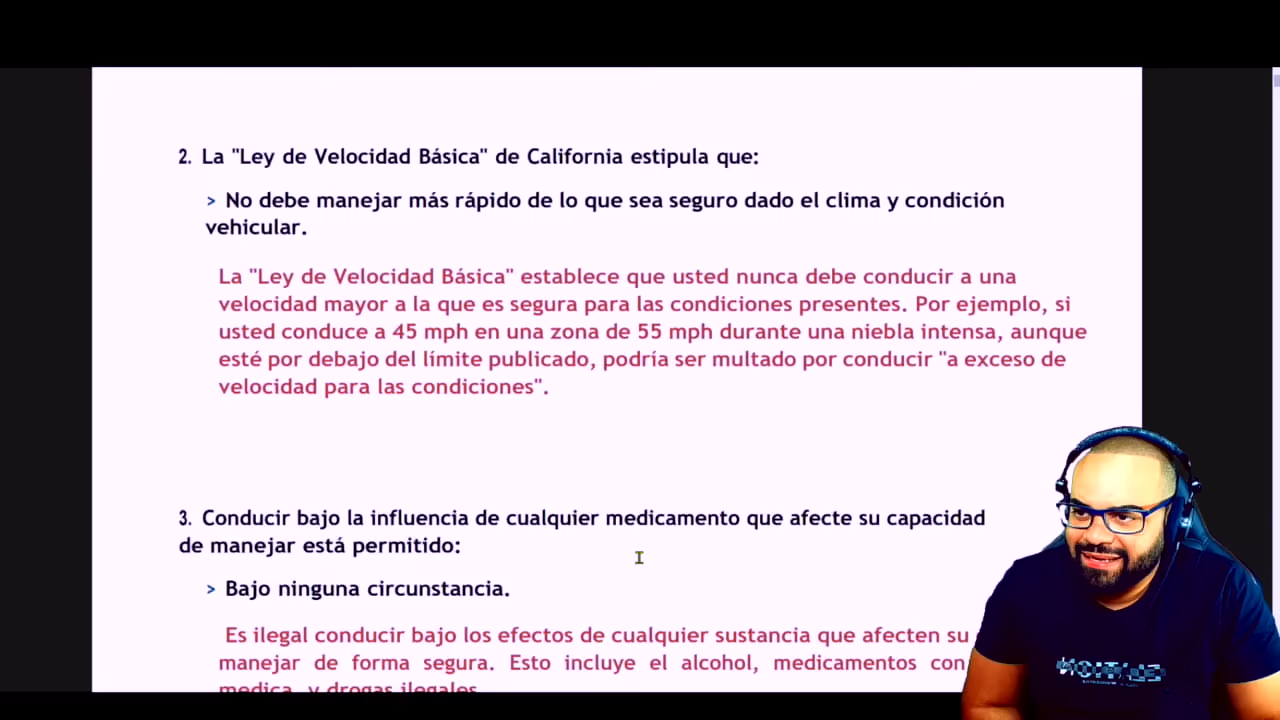 2. La "Ley de Velocidad Básica" de California estipula que:
> No debe manejar más rápido de lo que sea seguro dado el clima y condición
vehicular.
La "Ley de Velocidad Básica" establece que usted nunca debe conducir a una
velocidad mayor a la que es segura para las condiciones presentes. Por ejemplo, si
usted conduce a 45 mph en una zona de 55 mph durante una niebla intensa, aunque
esté por debajo del límite publicado, podría ser multado por conducir "a exceso de
velocidad para las condiciones".
3. Conducir bajo la influencia de cualquier medicamento que afecte su capacidad
de manejar está permitido:
> Bajo ninguna circunstancia.
Es ilegal conducir bajo los efectos de cualquier sustancia que afecten su
manejar de forma segura. Esto incluye el alcohol, medicamentos con
medica, y drogas ilegales.